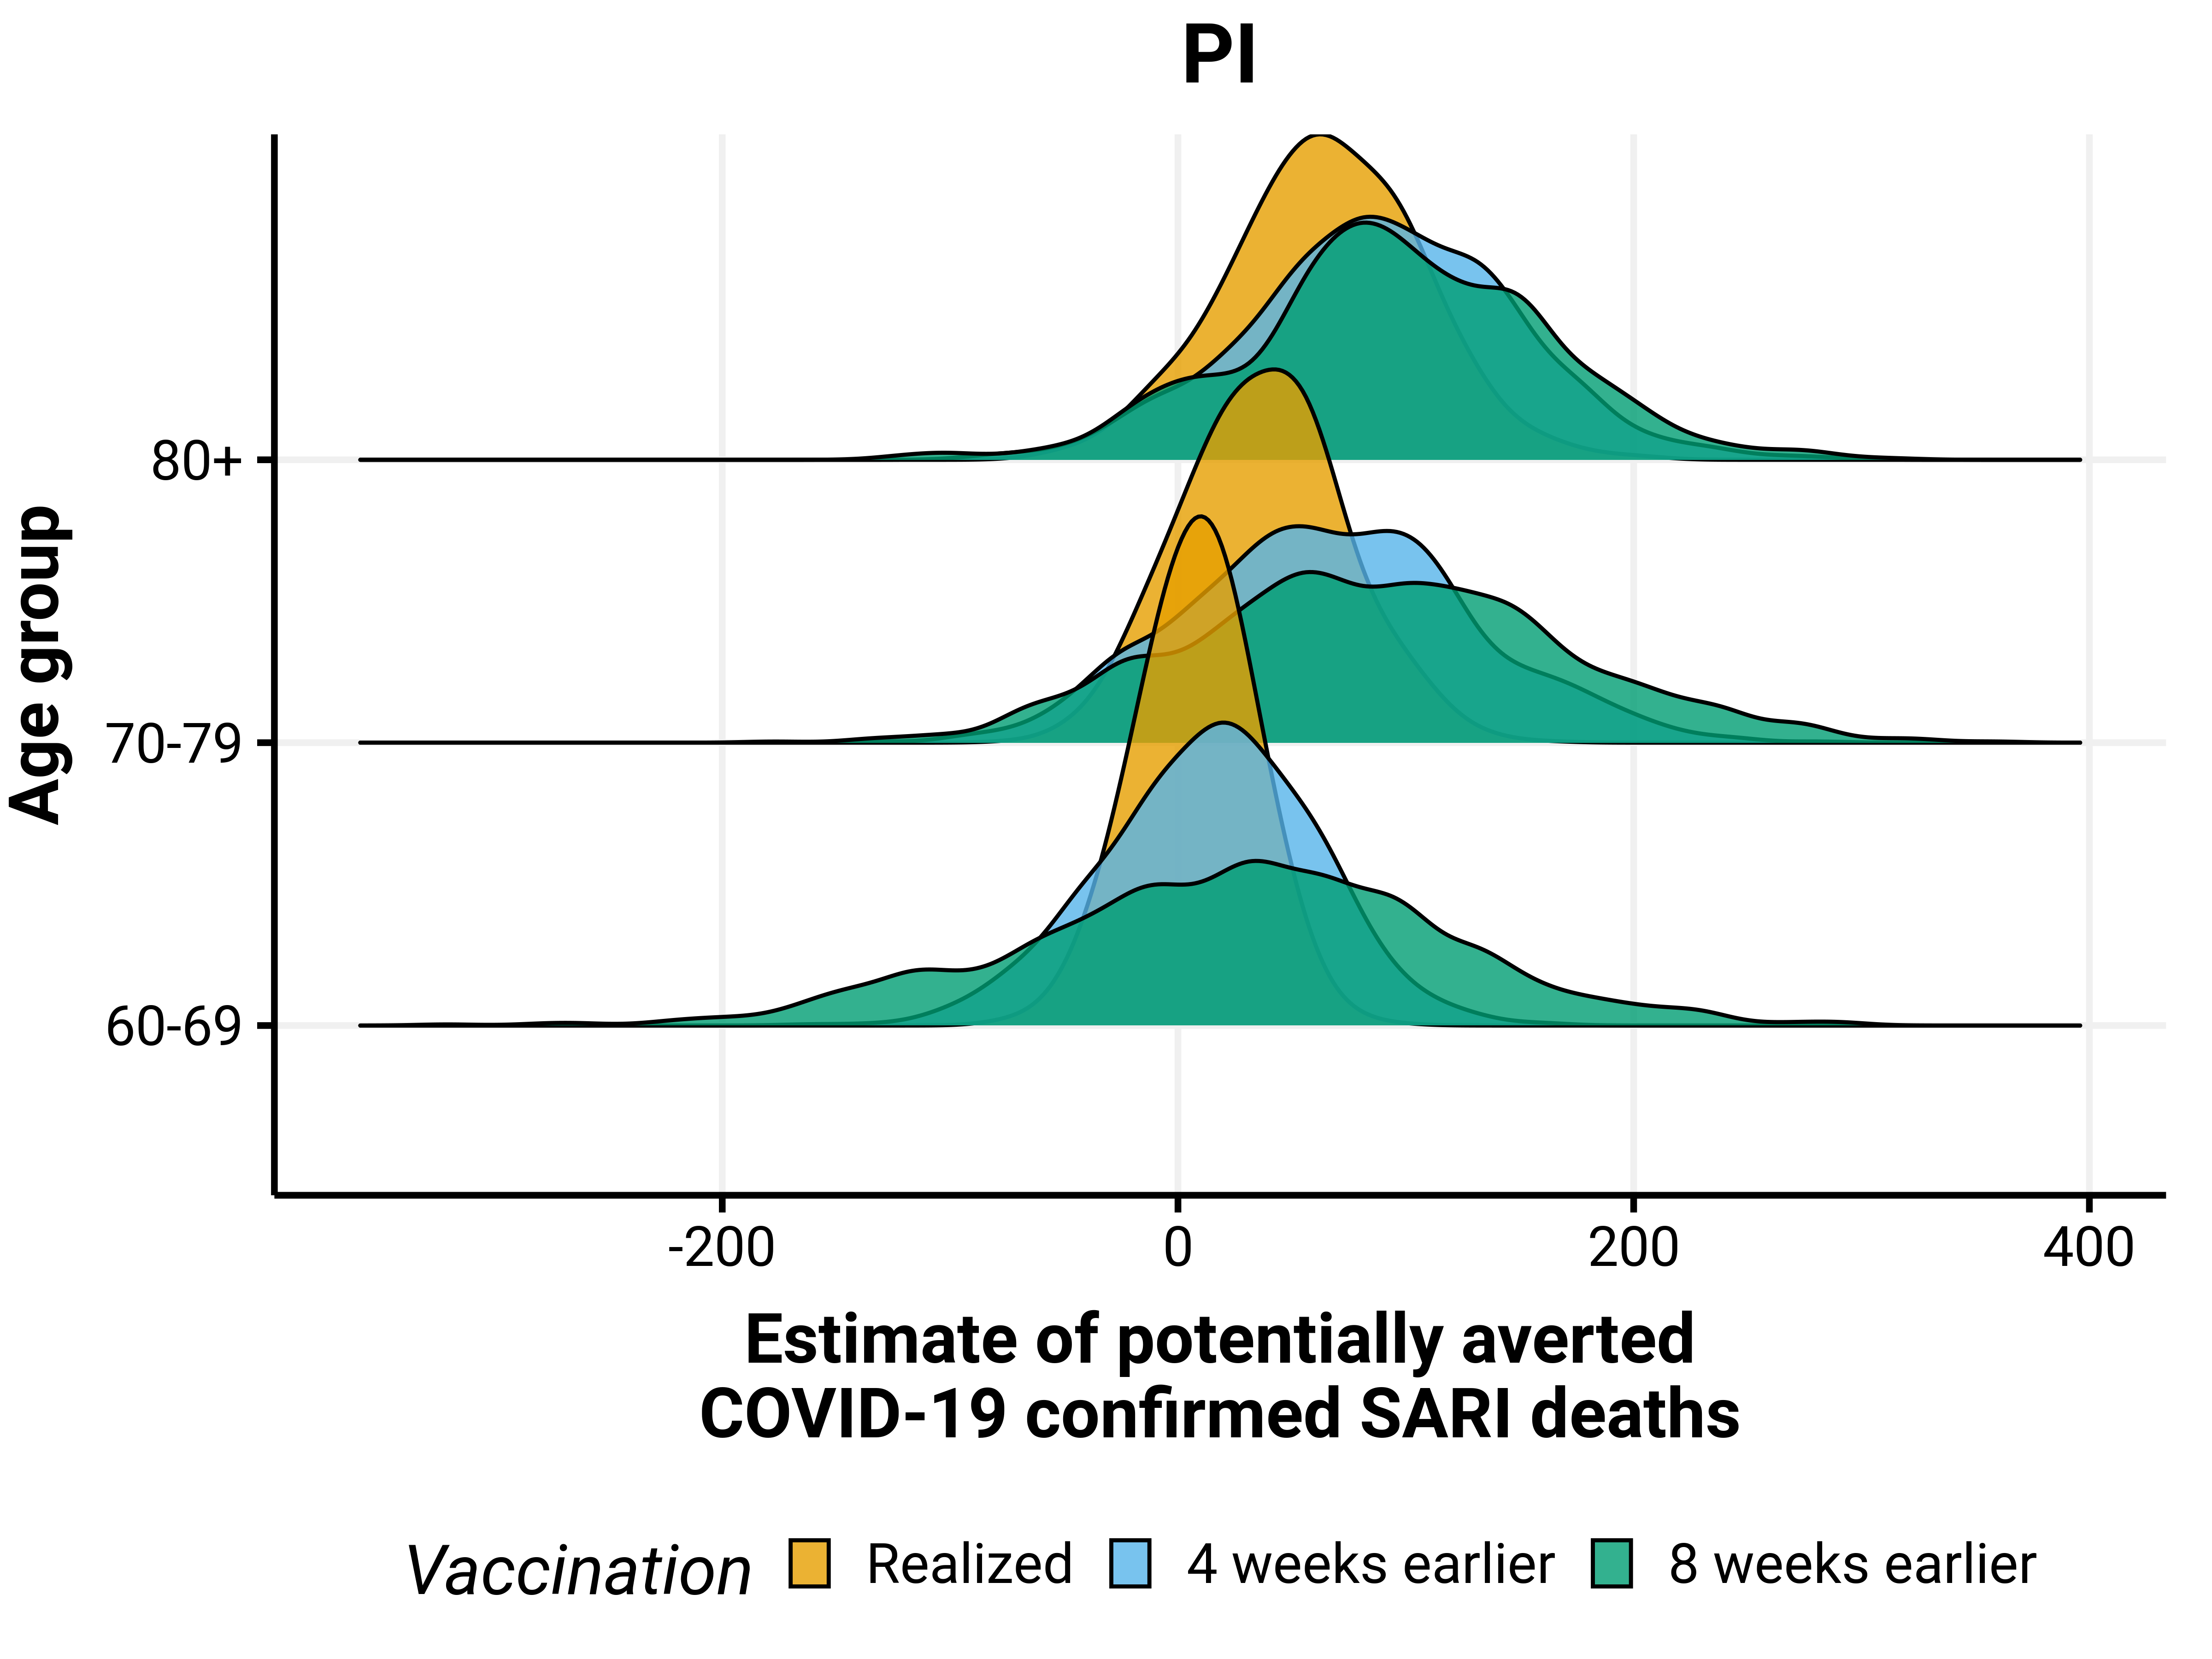 PI
80+
70-79
60-69
Age group
-200 0 200 400
Estimate of potentially averted
COVID-19 confirmed SARI deaths
Vaccination Realized 4 weeks earlier 8 weeks earlier